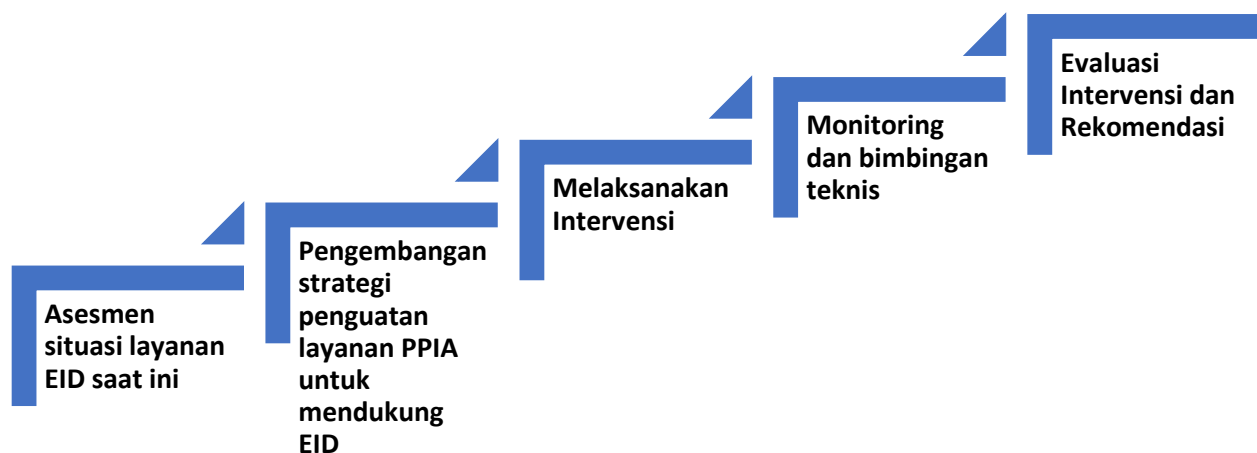 Asesmen
situasi layanan
EID saat ini
Pengembangan
strategi
penguatan
layanan PPIA
untuk
mendukung
EID
Melaksanakan
Intervensi
Monitoring
dan bimbingan
teknis
Evaluasi
Intervensi dan
Rekomendasi